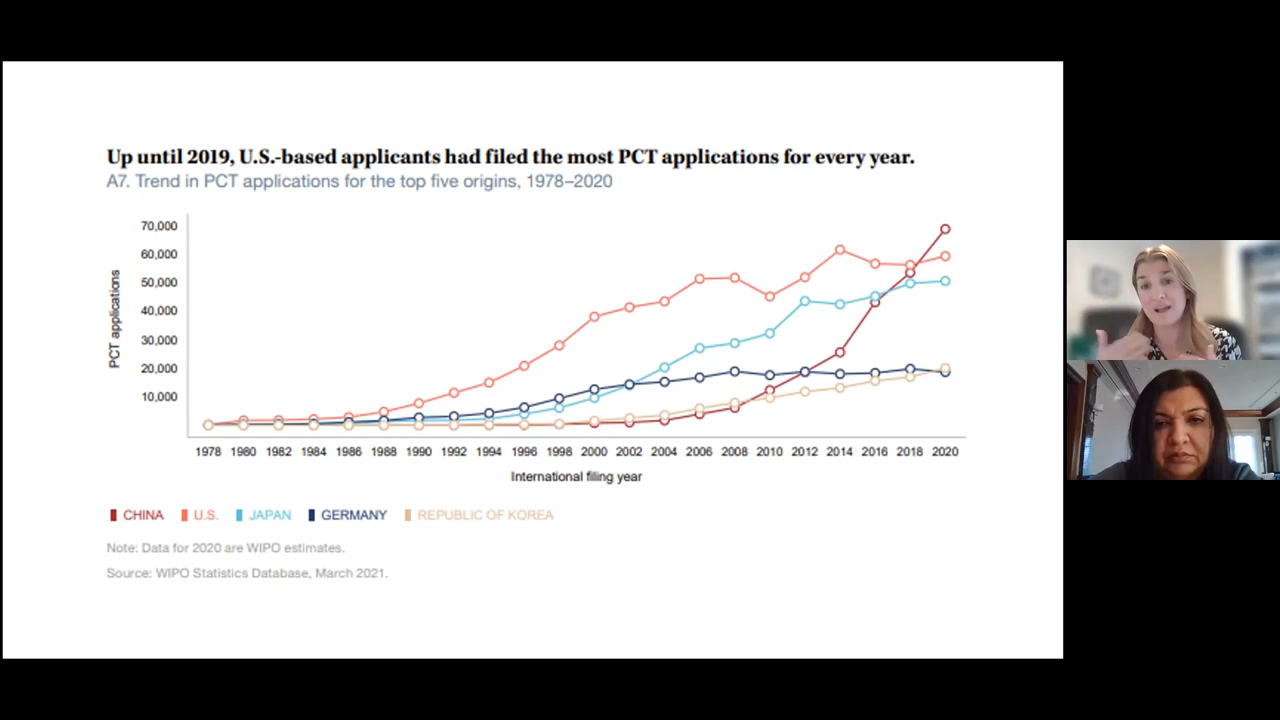 Up until 2019, U.S.-based applicants had filed the most PCT applications for every year.
A7. Trend in PCT applications for the top five origins, 1978–2020
70,000
60,000
50,000
40,000
30,000
20,000
10,000
PCT applications
1978 1980 1982 1984 1986 1988 1990 1992 1994 1996 1998 2000 2002 2004 2006 2008 2010 2012 2014 2016 2018 2020
International filing year
CHINA U.S. JAPAN GERMANY REPUBLIC OF KOREA
Note: Data for 2020 are WIPO estimates.
Source: WIPO Statistics Database, March 2021.